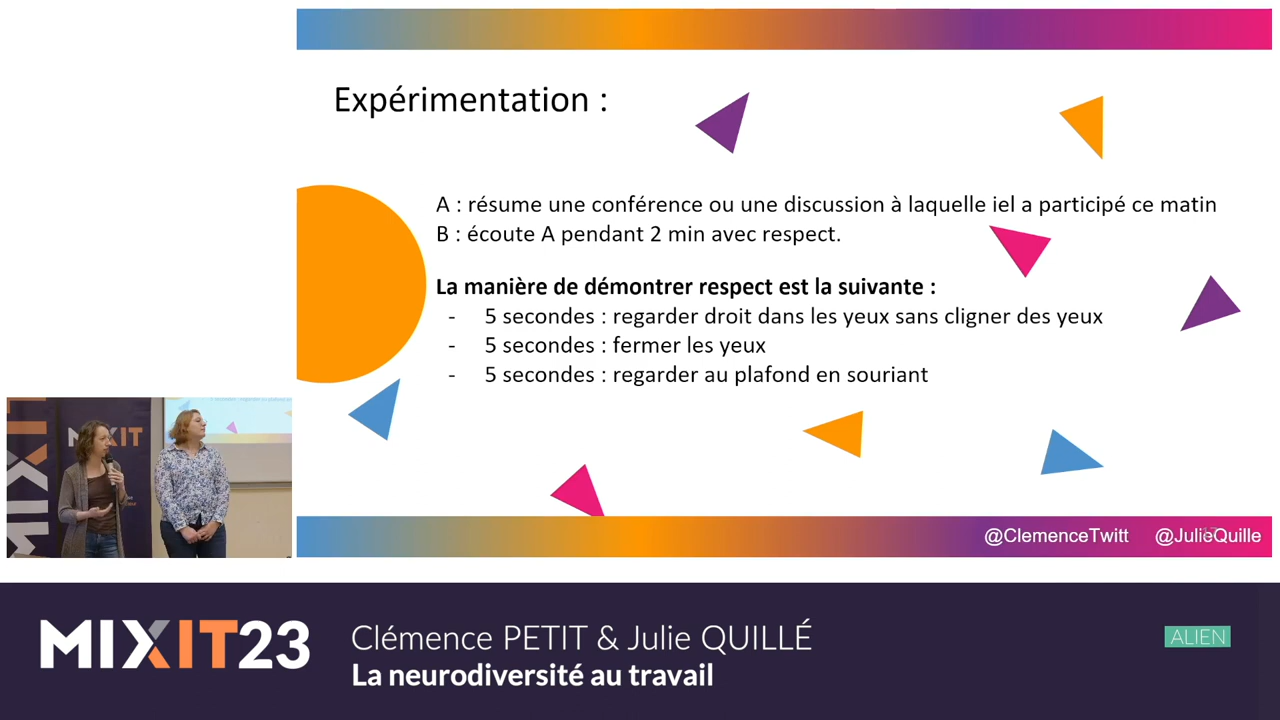 Expérimentation :
A : résume une conférence ou une discussion à laquelle iel a participé ce matin
B : écoute A pendant 2 min avec respect.
La manière de démontrer respect est la suivante :
- 5 secondes : regarder droit dans les yeux sans cligner des yeux
- 5 secondes : fermer les yeux
- 5 secondes : regarder au plafond en souriant
MIXIT
@ClemenceTwitt @JulieQuille
17
MIXIT23
Clémence PETIT & Julie QUILLÉ
La neurodiversité au travail
ALIEN